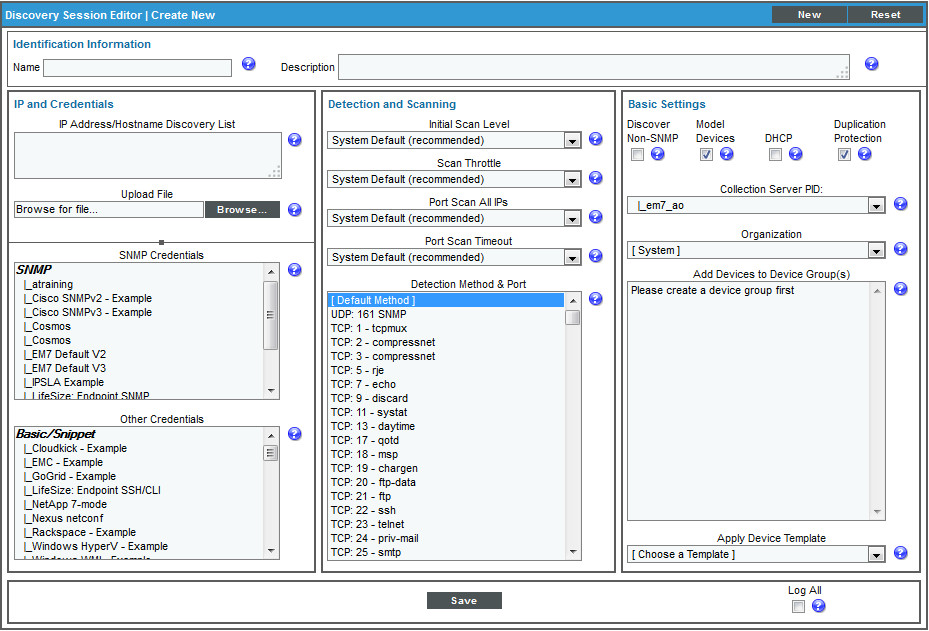 Discovery Session Editor | Create New
New
Reset
Identification Information
Name
Description
IP and Credentials
IP Address/Hostname Discovery List
Upload File
Browse for file...
Browse...
SNMP Credentials
SNMP
|_atraining
|_Cisco SNMPv2 - Example
|_Cisco SNMPv3 - Example
|_Cosmos
|_Cosmos
|_EM7 Default V2
|_EM7 Default V3
|_IPSLA Example
|_LifeSize: Endpoint SNMP
Other Credentials
Basic/Snippet
|_Cloudkick - Example
|_EMC - Example
|_GoGrid - Example
|_LifeSize: Endpoint SSH/CLI
|_NetApp 7-mode
|_Nexus netconf
|_Rackspace - Example
|_Windows HyperV - Example
|_Windows WMI - Example
Detection and Scanning
Initial Scan Level
System Default (recommended)
Scan Throttle
System Default (recommended)
Port Scan All IPs
System Default (recommended)
Port Scan Timeout
System Default (recommended)
Detection Method & Port
[ Default Method ]
UDP: 161 SNMP
TCP: 1 - tcpmux
TCP: 2 - compressnet
TCP: 3 - compressnet
TCP: 5 - rje
TCP: 7 - echo
TCP: 9 - discard
TCP: 11 - systat
TCP: 13 - daytime
TCP: 17 - qotd
TCP: 18 - msp
TCP: 19 - chargen
TCP: 20 - ftp-data
TCP: 21 - ftp
TCP: 22 - ssh
TCP: 23 - telnet
TCP: 24 - priv-mail
TCP: 25 - smtp
Basic Settings
Discover Non-SNMP
Model Devices
DHCP
Duplication Protection
Collection Server PID:
|_em7_ao
Organization
[ System ]
Add Devices to Device Group(s)
Please create a device group first
Apply Device Template
[ Choose a Template ]
Save
Log All